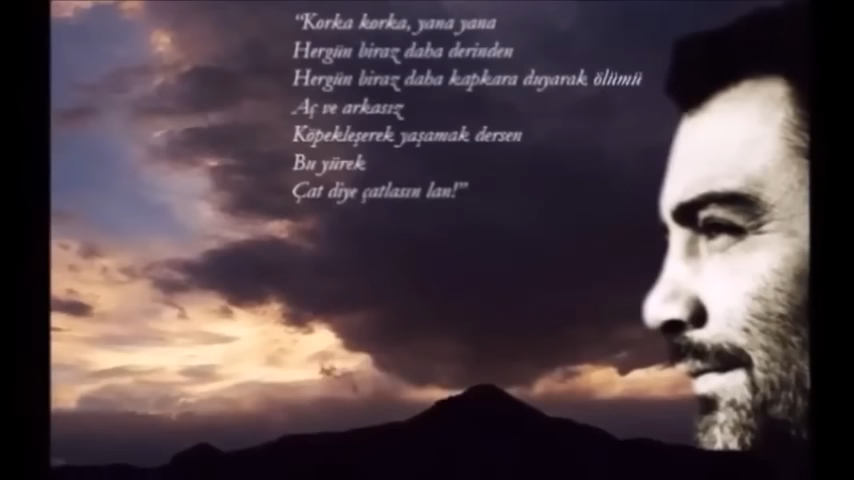 “Korka korka, yana yana
Hergün biraz daha derinden
Hergün biraz daha kapkara duyarak ölümü
Aç ve arkasız
Köpekleşerek yaşamak dersen
Bu yürek
Çat diye çatlasın lan!”